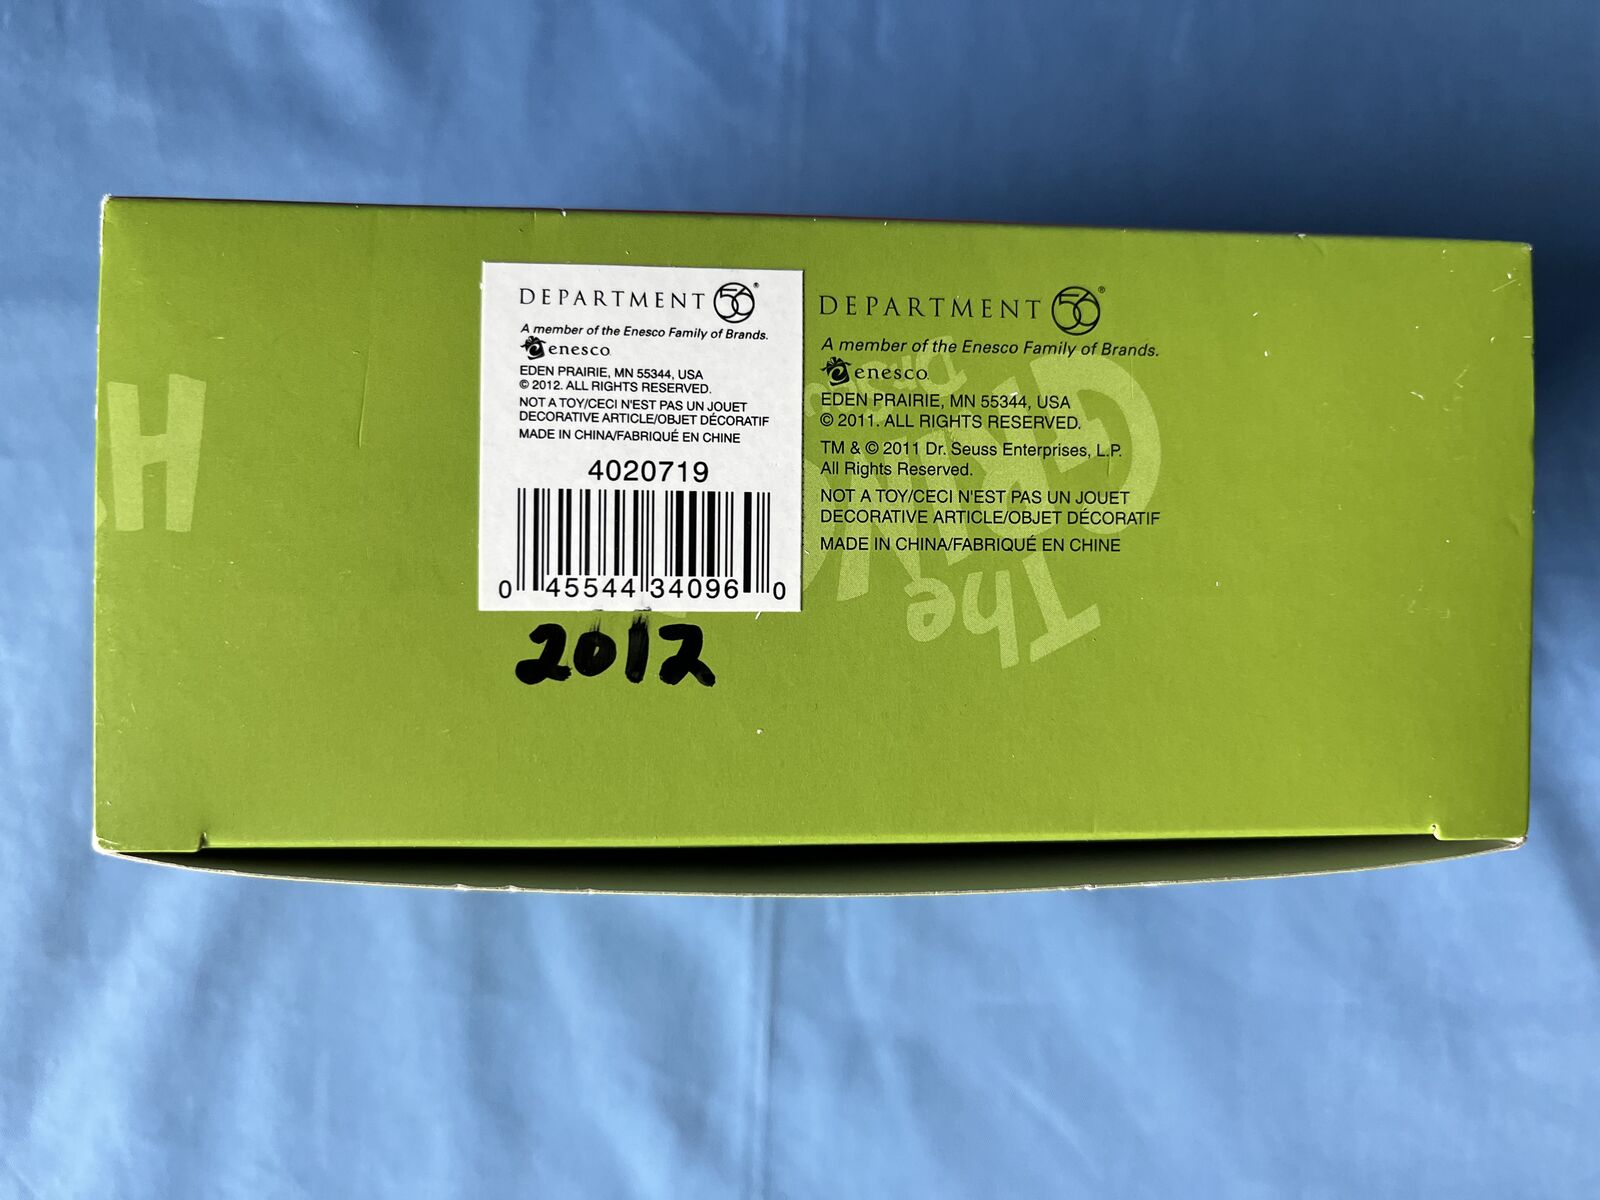 DEPARTMENT 56®
A member of the Enesco Family of Brands.
enesco
EDEN PRAIRIE, MN 55344, USA
© 2012. ALL RIGHTS RESERVED.
NOT A TOY/CECI N'EST PAS UN JOUET
DECORATIVE ARTICLE/OBJET DÉCORATIF
MADE IN CHINA/FABRIQUÉ EN CHINE
4020719
0 45544 34096 0
2012
DEPARTMENT 56®
A member of the Enesco Family of Brands.
enesco.
EDEN PRAIRIE, MN 55344, USA
© 2011. ALL RIGHTS RESERVED.
TM & © 2011 Dr. Seuss Enterprises, L.P.
All Rights Reserved.
NOT A TOY/CECI N'EST PAS UN JOUET
DECORATIVE ARTICLE/OBJET DÉCORATIF
MADE IN CHINA/FABRIQUÉ EN CHINE
The
GRIN
H